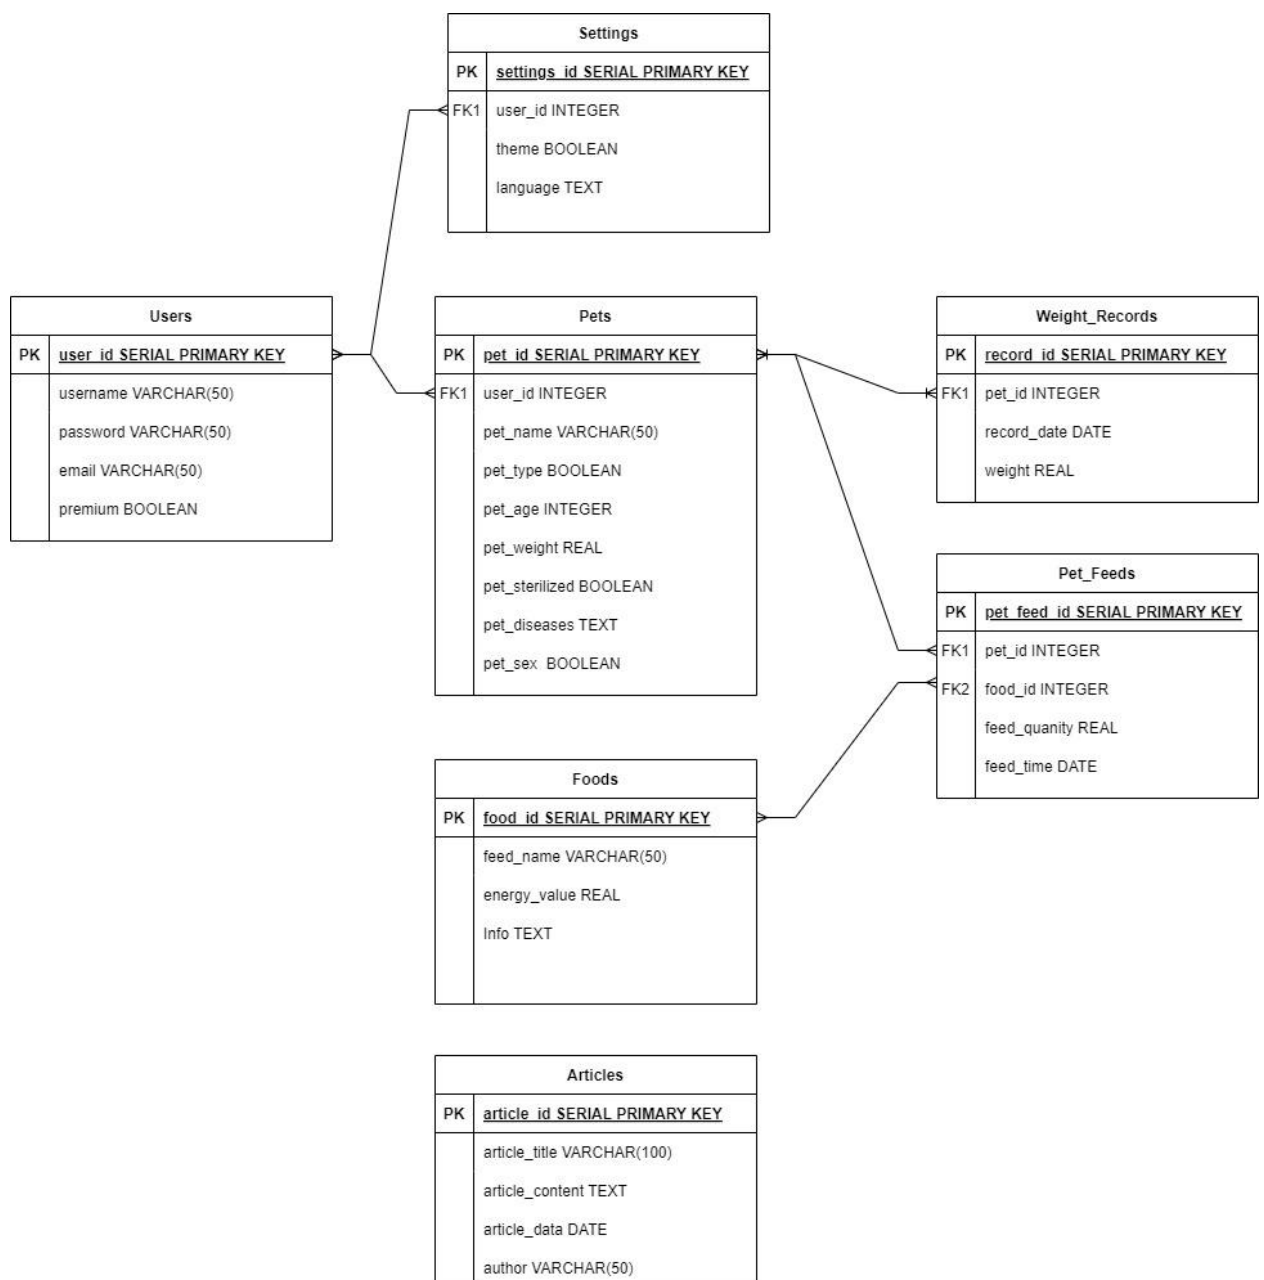 Settings
PK settings_id SERIAL PRIMARY KEY
FK1 user_id INTEGER
theme BOOLEAN
language TEXT
Users
PK user_id SERIAL PRIMARY KEY
username VARCHAR(50)
password VARCHAR(50)
email VARCHAR(50)
premium BOOLEAN
Pets
PK pet_id SERIAL PRIMARY KEY
FK1 user_id INTEGER
pet_name VARCHAR(50)
pet_type BOOLEAN
pet_age INTEGER
pet_weight REAL
pet_sterilized BOOLEAN
pet_diseases TEXT
pet_sex BOOLEAN
Weight_Records
PK record_id SERIAL PRIMARY KEY
FK1 pet_id INTEGER
record_date DATE
weight REAL
Pet_Feeds
PK pet_feed_id SERIAL PRIMARY KEY
FK1 pet_id INTEGER
FK2 food_id INTEGER
feed_quanity REAL
feed_time DATE
Foods
PK food_id SERIAL PRIMARY KEY
feed_name VARCHAR(50)
energy_value REAL
Info TEXT
Articles
PK article_id SERIAL PRIMARY KEY
article_title VARCHAR(100)
article_content TEXT
article_data DATE
author VARCHAR(50)